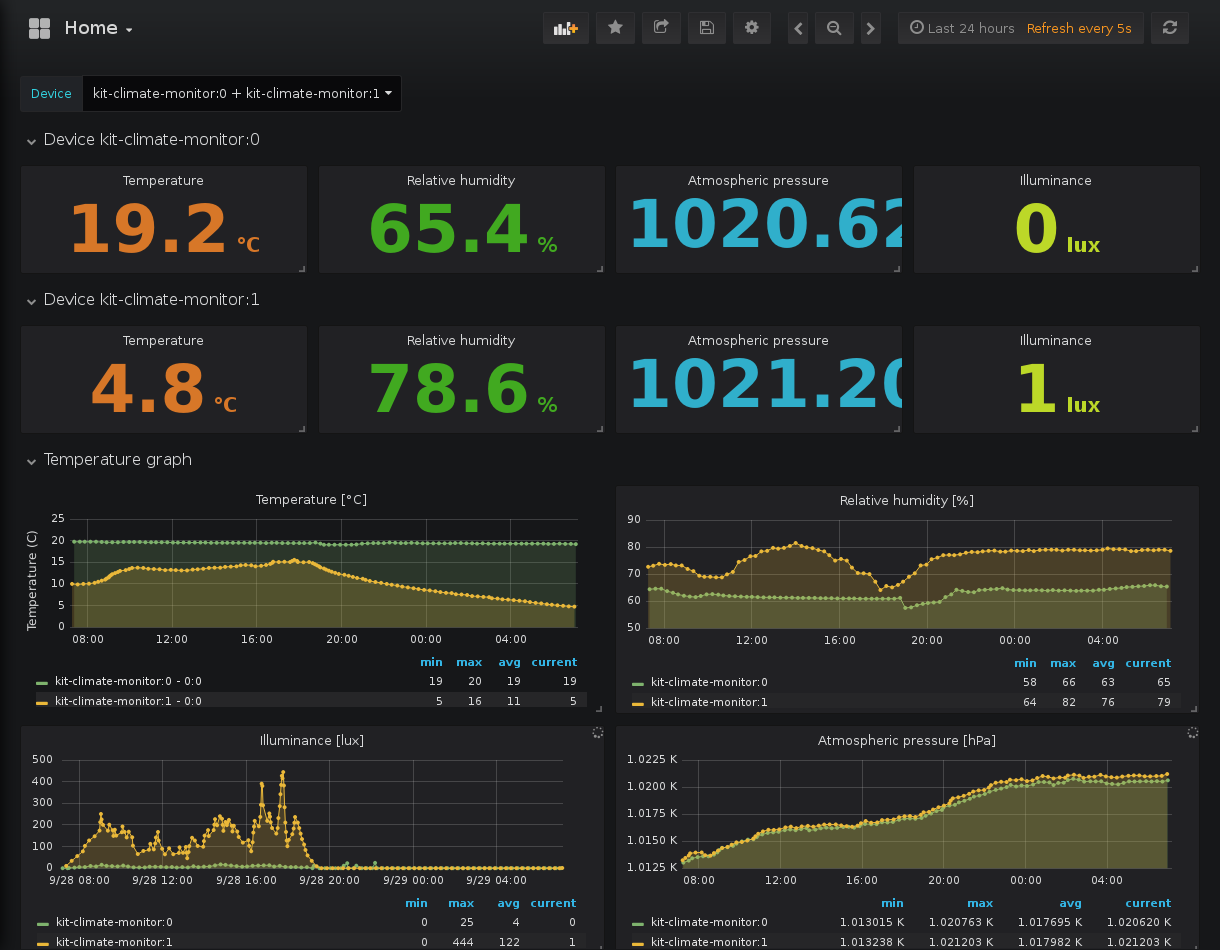 Home
Last 24 hours Refresh every 5s
Device kit-climate-monitor:0 + kit-climate-monitor:1
Device kit-climate-monitor:0
Temperature Relative humidity Atmospheric pressure Illuminance
19.2 °C 65.4 % 1020.62 0 lux
Device kit-climate-monitor:1
Temperature Relative humidity Atmospheric pressure Illuminance
4.8 °C 78.6 % 1021.20 1 lux
Temperature graph
Temperature [°C]
Temperature (C)
25
20
15
10
5
0
08:00 12:00 16:00 20:00 00:00 04:00
min max avg current
kit-climate-monitor:0 - 0:0 19 20 19 19
kit-climate-monitor:1 - 0:0 5 16 11 5
Relative humidity [%]
90
80
70
60
50
08:00 12:00 16:00 20:00 00:00 04:00
min max avg current
kit-climate-monitor:0 58 66 63 65
kit-climate-monitor:1 64 82 76 79
Illuminance [lux]
500
400
300
200
100
0
9/28 08:00 9/28 12:00 9/28 16:00 9/28 20:00 9/29 00:00 9/29 04:00
min max avg current
kit-climate-monitor:0 0 25 4 0
kit-climate-monitor:1 0 444 122 1
Atmospheric pressure [hPa]
1.0225 K
1.0200 K
1.0175 K
1.0150 K
1.0125 K
08:00 12:00 16:00 20:00 00:00 04:00
min max avg current
kit-climate-monitor:0 1.013015 K 1.020763 K 1.017695 K 1.020620 K
kit-climate-monitor:1 1.013238 K 1.021203 K 1.017982 K 1.021203 K